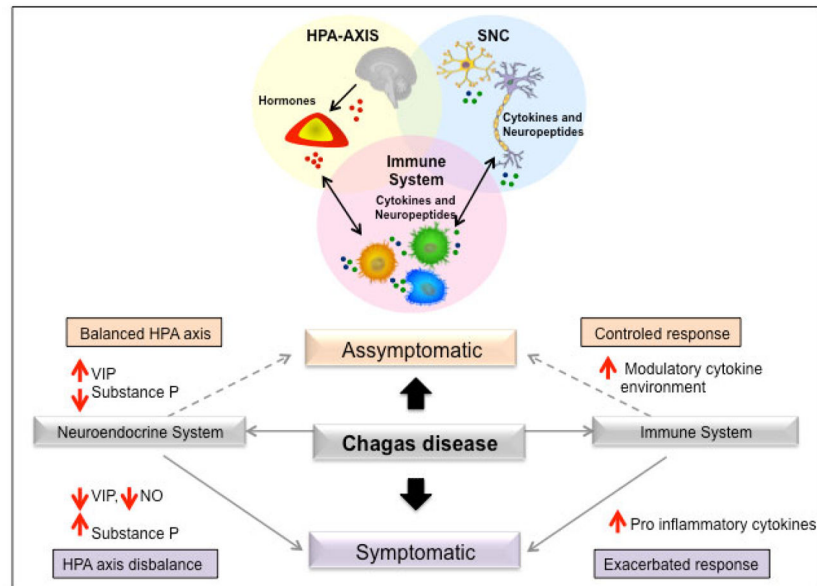 HPA-AXIS
SNC
Hormones
Cytokines and
Neuropeptides
Immune
System
Cytokines and
Neuropeptides
Balanced HPA axis
Controled response
VIP
Substance P
Assymptomatic
Modulatory cytokine
environment
Neuroendocrine System
Chagas disease
Immune System
VIP, NO
Substance P
Pro inflammatory cytokines
HPA axis disbalance
Symptomatic
Exacerbated response